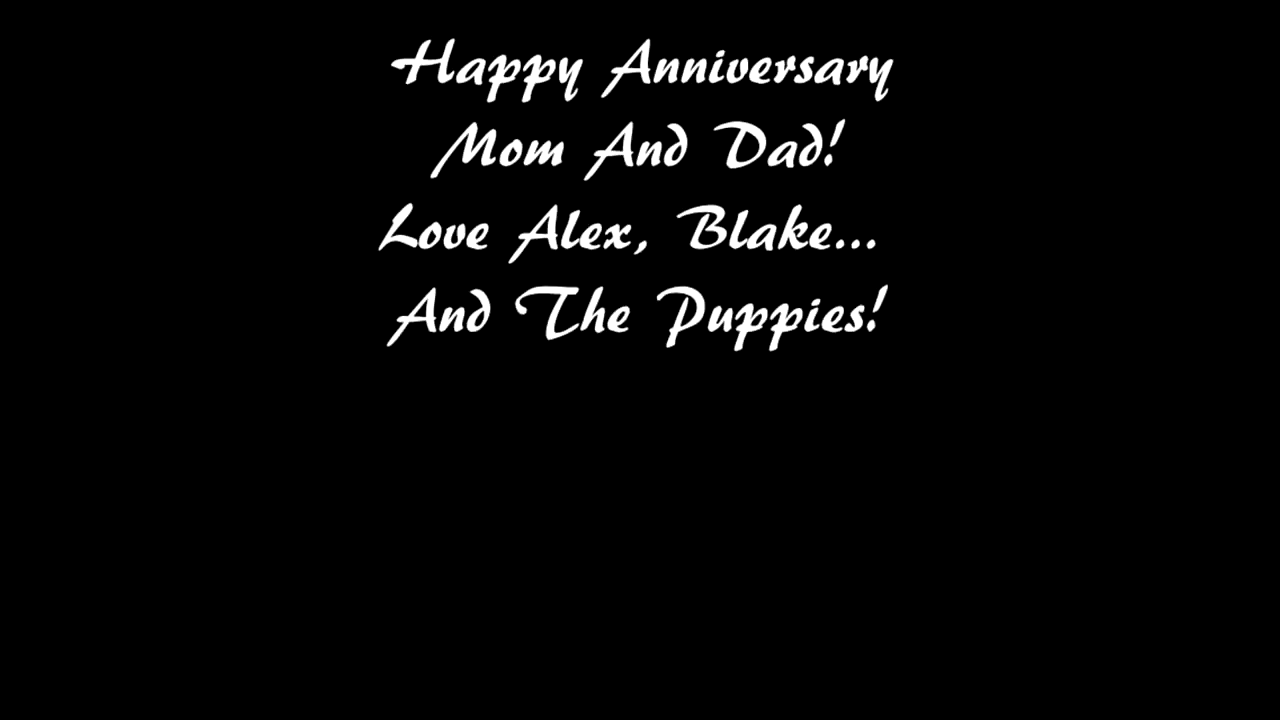 Happy Anniversary
Mom And Dad!
Love Alex, Blake...
And The Puppies!